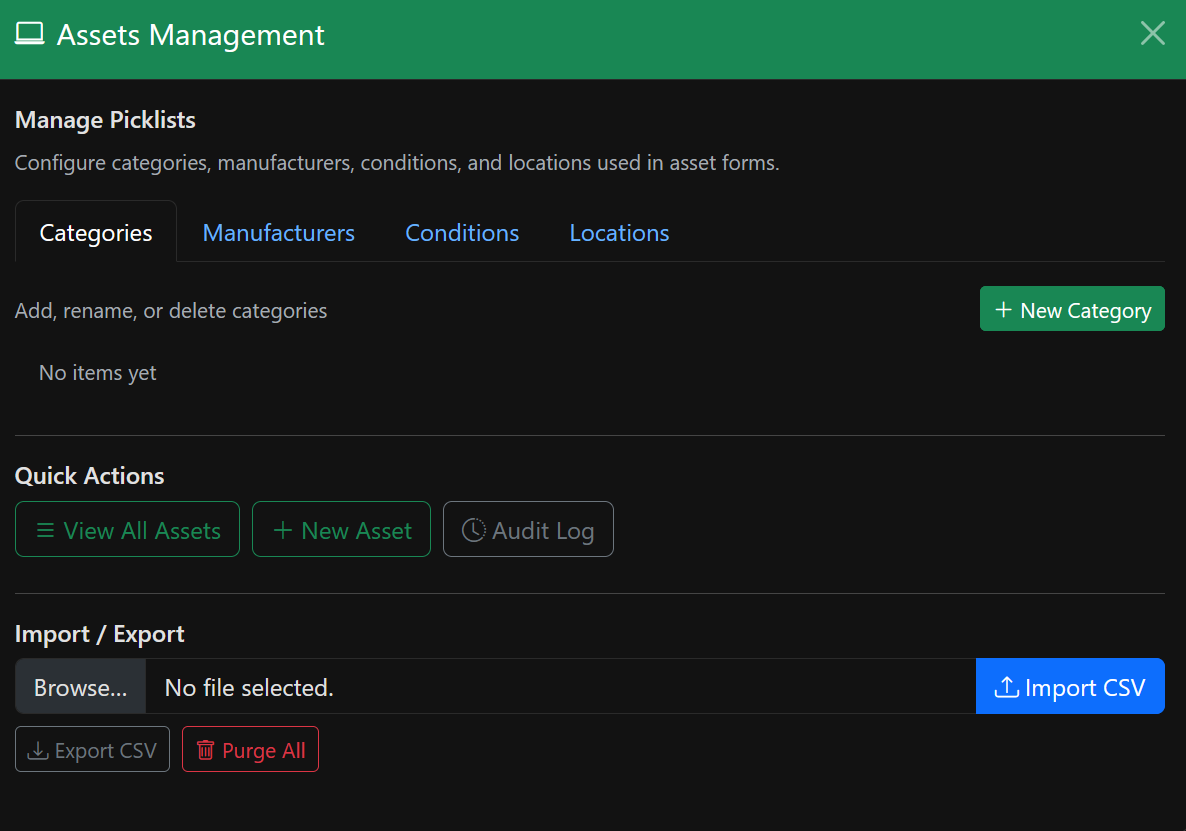 Assets Management
Manage Picklists
Configure categories, manufacturers, conditions, and locations used in asset forms.
Categories Manufacturers Conditions Locations
Add, rename, or delete categories
New Category
No items yet
Quick Actions
View All Assets New Asset Audit Log
Import / Export
Browse... No file selected. Import CSV
Export CSV Purge All